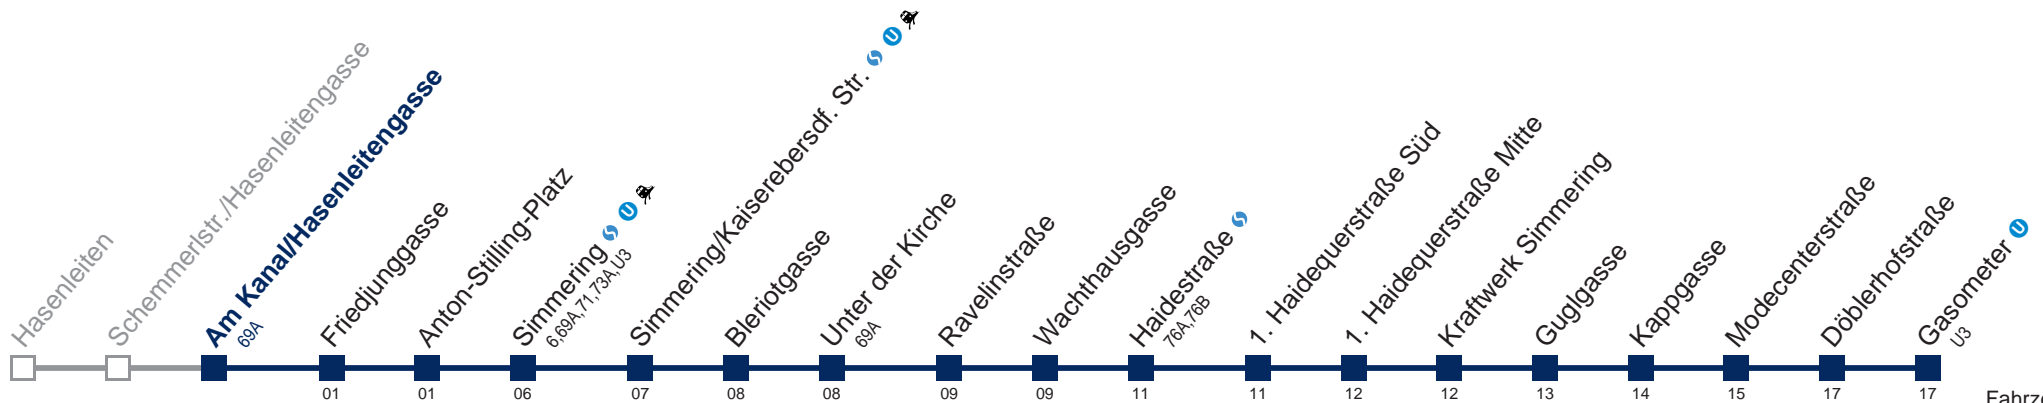 Hasenleiten
Schemmerlstr./Hasenleitengasse
Am Kanal/Hasenleitengasse
69A
Friedjunggasse
Anton-Stilling-Platz
Simmering S U
6,69A,71,73A,U3
Simmering/Kaiserebersdf. Str. S U
Bleriotgasse
Unter der Kirche
69A
Ravelinstraße
Wachthausgasse
Haidestraße S
76A,76B
1. Haidequerstraße Süd
1. Haidequerstraße Mitte
Kraftwerk Simmering
Guglgasse
Kappgasse
Modecenterstraße
Döblerhofstraße
Gasometer U
U3
01 01 06 07 08 08 09 09 11 11 12 12 13 14 15 17 17
Fahrz